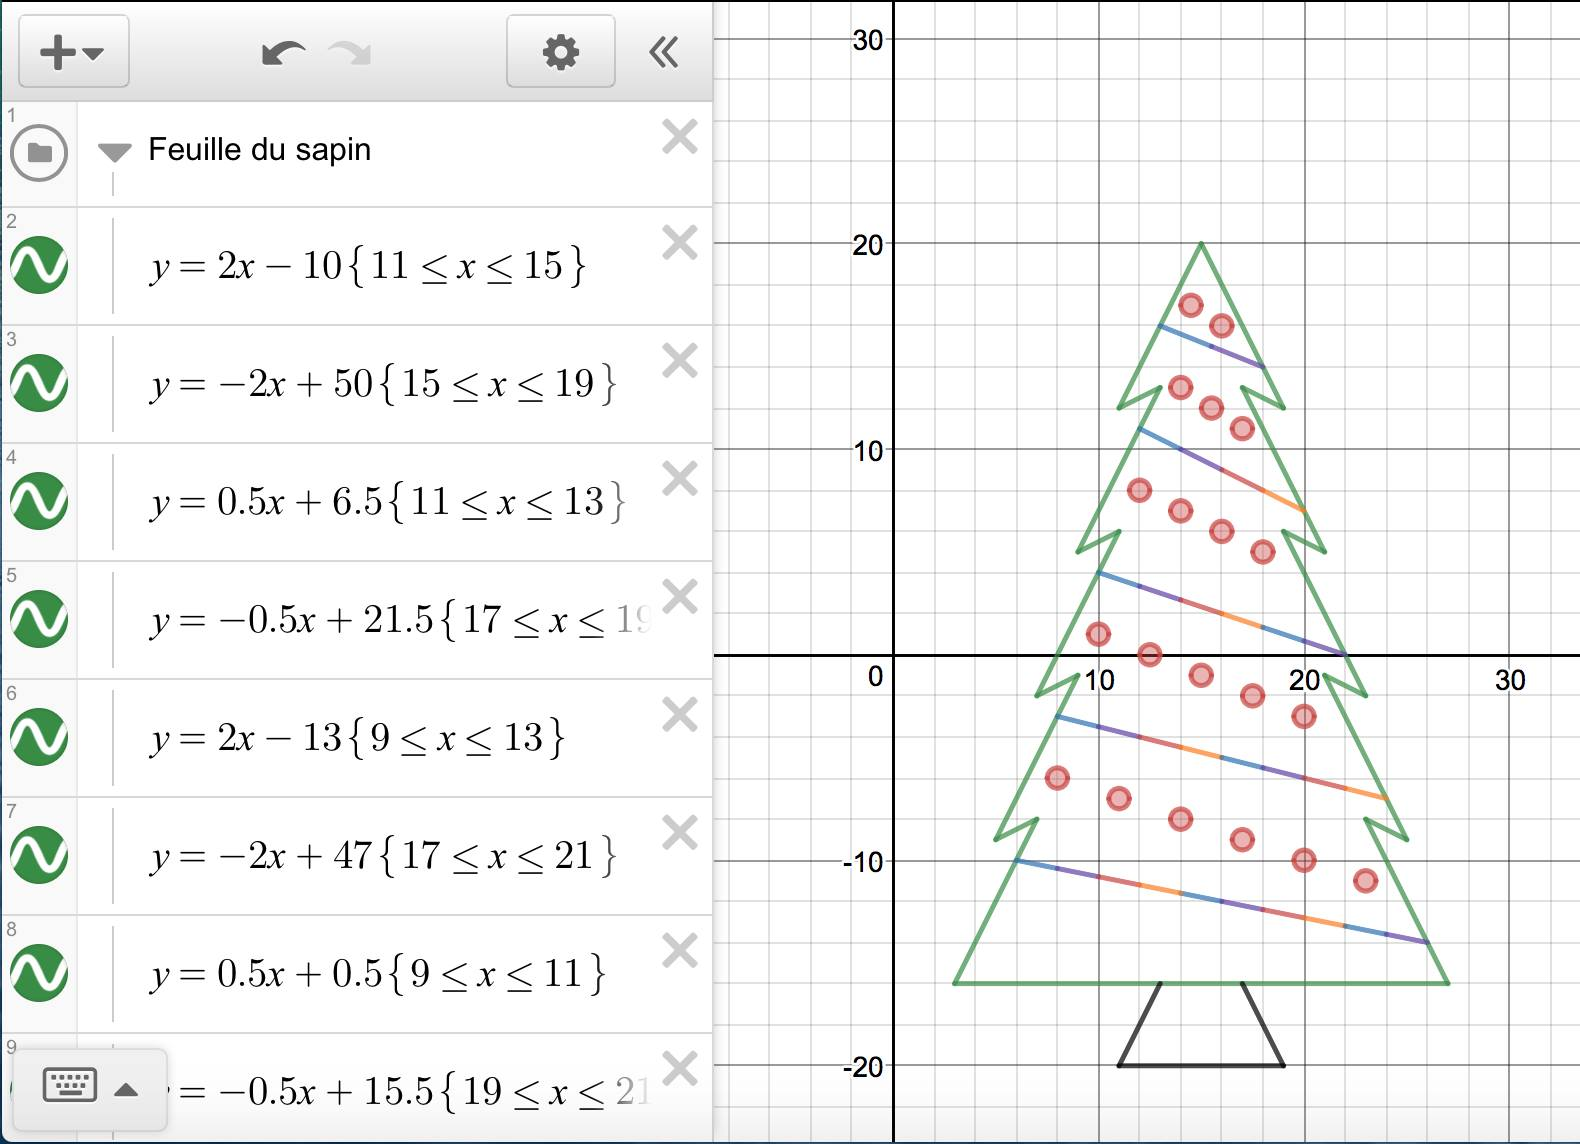 1
Feuille du sapin
2
y = 2x − 10{11 ≤ x ≤ 15}
3
y = −2x + 50{15 ≤ x ≤ 19}
4
y = 0.5x + 6.5{11 ≤ x ≤ 13}
5
y = −0.5x + 21.5{17 ≤ x ≤ 19
6
y = 2x − 13{9 ≤ x ≤ 13}
7
y = −2x + 47{17 ≤ x ≤ 21}
8
y = 0.5x + 0.5{9 ≤ x ≤ 11}
9
= −0.5x + 15.5{19 ≤ x ≤ 21
30
20
10
0
10 20 30
-10
-20